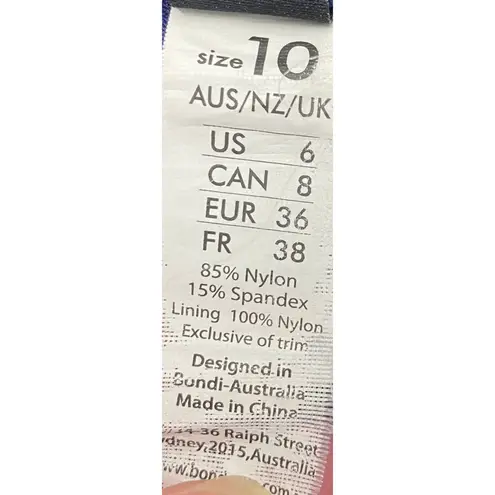 size 10
AUS/NZ/UK
US 6
CAN 8
EUR 36
FR 38
85% Nylon
15% Spandex
Lining 100% Nylon
Exclusive of trim
Designed in
Bondi-Australia
Made in China
36 Ralph Street
2015, Australia